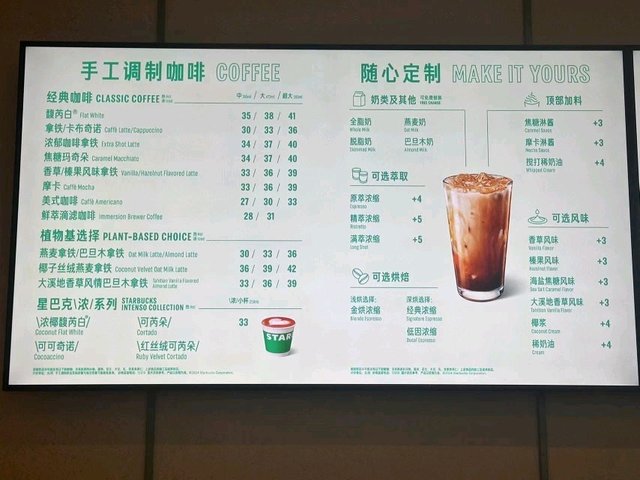 手工调制咖啡 COFFEE
经典咖啡 CLASSIC COFFEE 中 / 大 / 超大
馥芮白 Flat White 35 / 38 / 41
拿铁/卡布奇诺 Caffè Latte/Cappuccino 30 / 33 / 36
浓郁咖啡拿铁 Extra Shot Latte 34 / 37 / 40
焦糖玛奇朵 Caramel Macchiato 34 / 37 / 40
香草/榛果风味拿铁 Vanilla/Hazelnut Flavored Latte 33 / 36 / 39
摩卡 Caffè Mocha 33 / 36 / 39
美式咖啡 Caffè Americano 27 / 30 / 33
鲜萃滴滤咖啡 Immersion Brewer Coffee 28 / 31
植物基选择 PLANT-BASED CHOICE
燕麦拿铁/巴旦木拿铁 Oat Milk Latte/Almond Latte 30 / 33 / 36
椰子丝绒燕麦拿铁 Coconut Velvet Oat Milk Latte 36 / 39 / 42
大溪地香草风情巴旦木拿铁 Tahitian Vanilla Flavored Almond Latte 33 / 36 / 39
星巴克\浓/系列 STARBUCKS INTENSO COLLECTION \浓/小杯
\浓椰馥芮白/ \可芮朵/ 33
Coconut Flat White Cortado
\可可奇诺/ \红丝绒可芮朵/
Cocoaccino Ruby Velvet Cortado
STAR
随心定制 MAKE IT YOURS
奶类及其他 可免费替换 FREE CHANGE
全脂奶 燕麦奶
Whole Milk Oat Milk
脱脂奶 巴旦木奶
Skimmed Milk Almond Milk
可选萃取
原萃浓缩 +4
Espresso
精萃浓缩 +5
Ristretto
满萃浓缩 +5
Long Shot
可选烘焙
浅烘选择: 深烘选择:
金烘浓缩 经典浓缩
Blonde Espresso Signature Espresso
低因浓缩
Decaf Espresso
顶部加料
焦糖淋酱 +3
Caramel Sauce
摩卡淋酱 +3
Mocha Sauce
搅打稀奶油 +4
Whipped Cream
可选风味
香草风味 +3
Vanilla Flavor
榛果风味 +3
Hazelnut Flavor
海盐焦糖风味 +3
Sea Salt Caramel Flavor
大溪地香草风味 +3
Tahitian Vanilla Flavor
椰浆 +4
Coconut Cream
稀奶油 +4
Cream